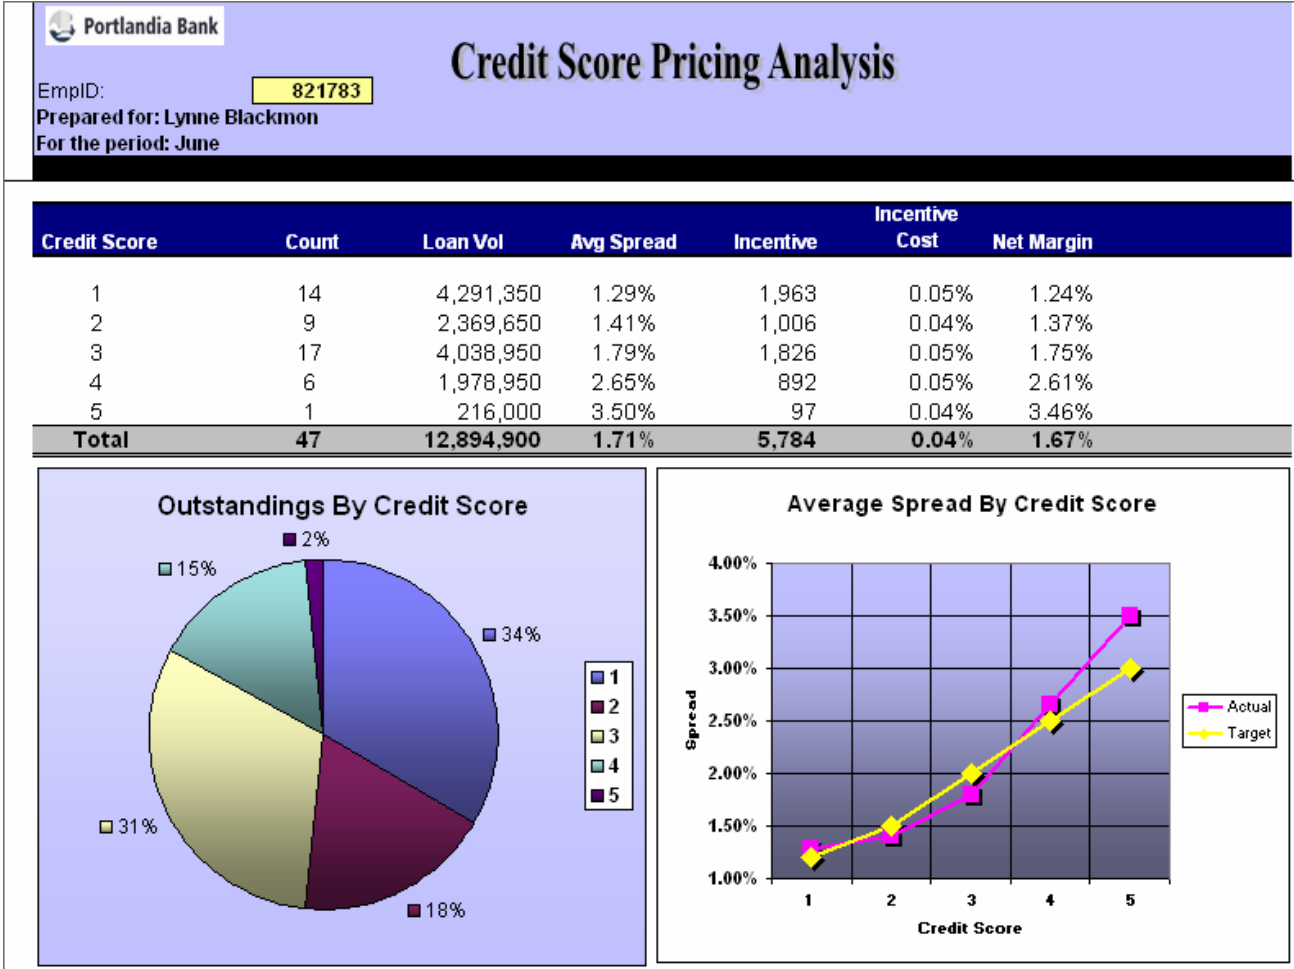 Portlandia Bank
Credit Score Pricing Analysis
EmpID: 821783
Prepared for: Lynne Blackmon
For the period: June
Incentive
Credit Score Count Loan Vol Avg Spread Incentive Cost Net Margin
1 14 4,291,350 1.29% 1,963 0.05% 1.24%
2 9 2,369,650 1.41% 1,006 0.04% 1.37%
3 17 4,038,950 1.79% 1,826 0.05% 1.75%
4 6 1,978,950 2.65% 892 0.05% 2.61%
5 1 216,000 3.50% 97 0.04% 3.46%
Total 47 12,894,900 1.71% 5,784 0.04% 1.67%
Outstandings By Credit Score
2%
15%
34%
31%
18%
1
2
3
4
5
Average Spread By Credit Score
4.00%
3.50%
3.00%
2.50%
2.00%
1.50%
1.00%
Spread
1 2 3 4 5
Credit Score
Actual
Target